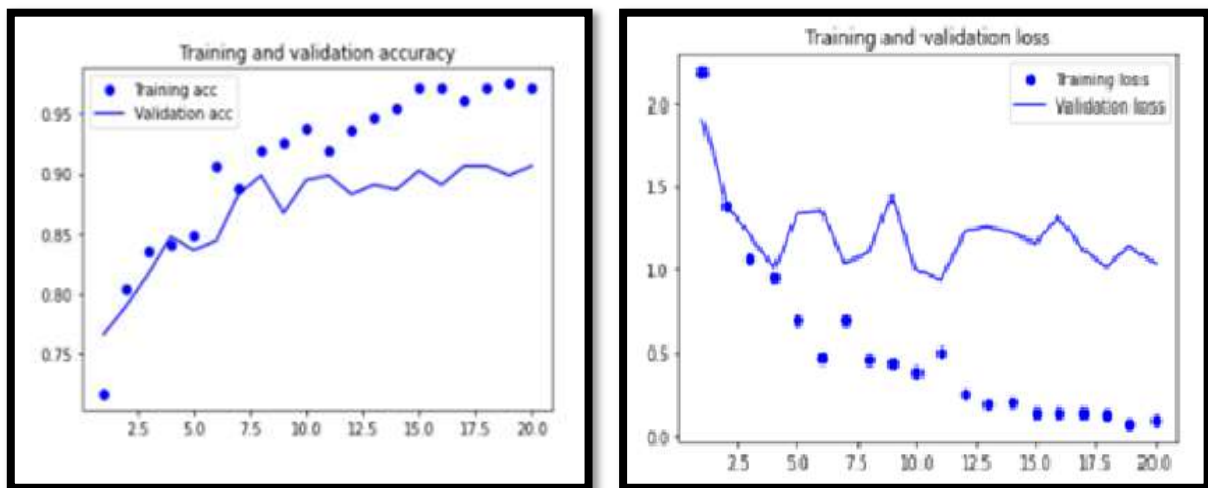 Training and validation accuracy
Training acc
Validation acc
0.95
0.90
0.85
0.80
0.75
2.5 5.0 7.5 10.0 12.5 15.0 17.5 20.0
Training and validation loss
Training loss
Validation loss
2.0
1.5
1.0
0.5
0.0
2.5 5.0 7.5 10.0 12.5 15.0 17.5 20.0